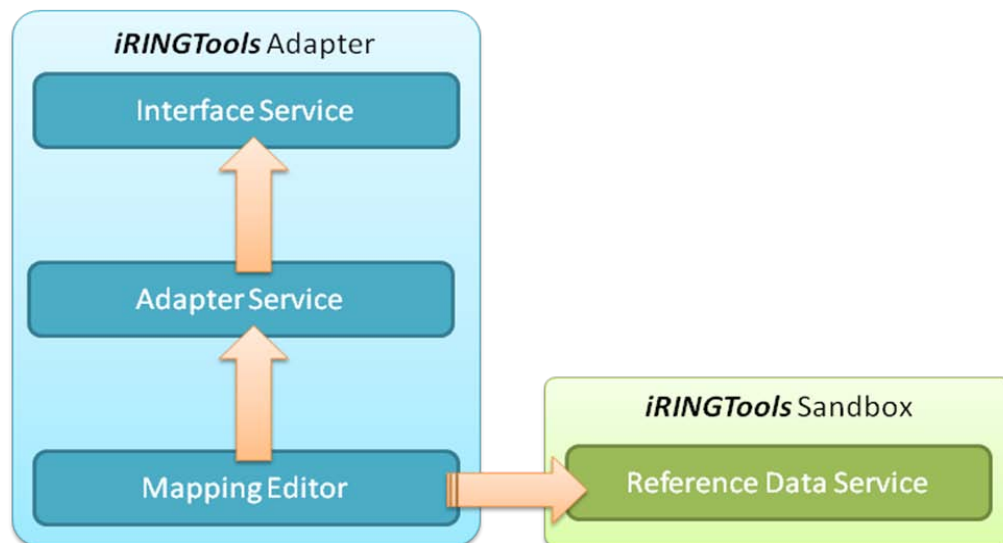 iRINGTools Adapter
Interface Service
Adapter Service
Mapping Editor
iRINGTools Sandbox
Reference Data Service